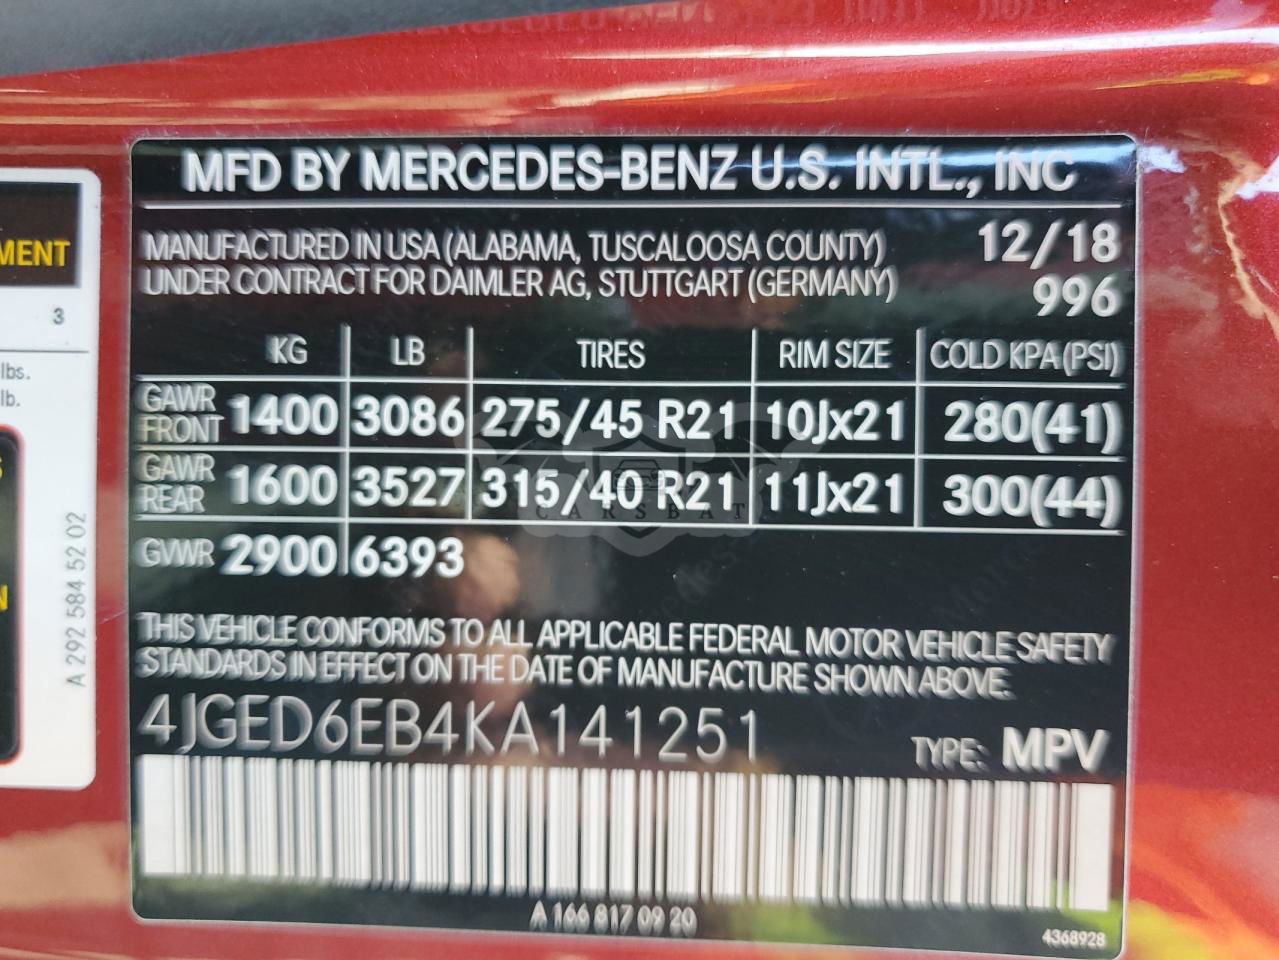 MFD BY MERCEDES-BENZ U.S. INTL., INC
MANUFACTURED IN USA (ALABAMA, TUSCALOOSA COUNTY) 12/18
UNDER CONTRACT FOR DAIMLER AG, STUTTGART (GERMANY) 996
KG LB TIRES RIM SIZE COLD KPA (PSI)
GAWR FRONT 1400 3086 275/45 R21 10Jx21 280(41)
GAWR REAR 1600 3527 315/40 R21 11Jx21 300(44)
GVWR 2900 6393
THIS VEHICLE CONFORMS TO ALL APPLICABLE FEDERAL MOTOR VEHICLE SAFETY
STANDARDS IN EFFECT ON THE DATE OF MANUFACTURE SHOWN ABOVE.
4JGED6EB4KA141251 TYPE: MPV
A 166 817 09 20
4368928
MENT
3
lbs.
lb.
A 292 584 52 02
CARSBAT